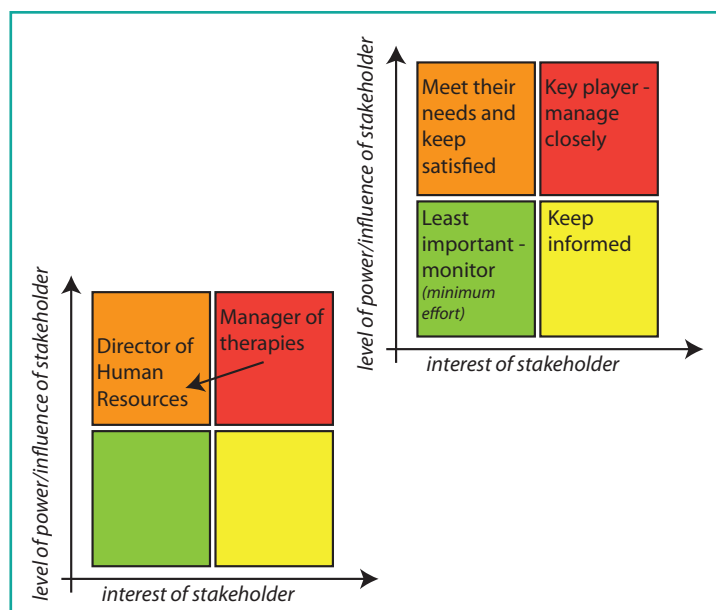 level of power/influence of stakeholder
Meet their
needs and
keep
satisfied
Key player -
manage
closely
Least
important -
monitor
(minimum
effort)
Keep
informed
interest of stakeholder
level of power/influence of stakeholder
Director of
Human
Resources
Manager of
therapies
interest of stakeholder